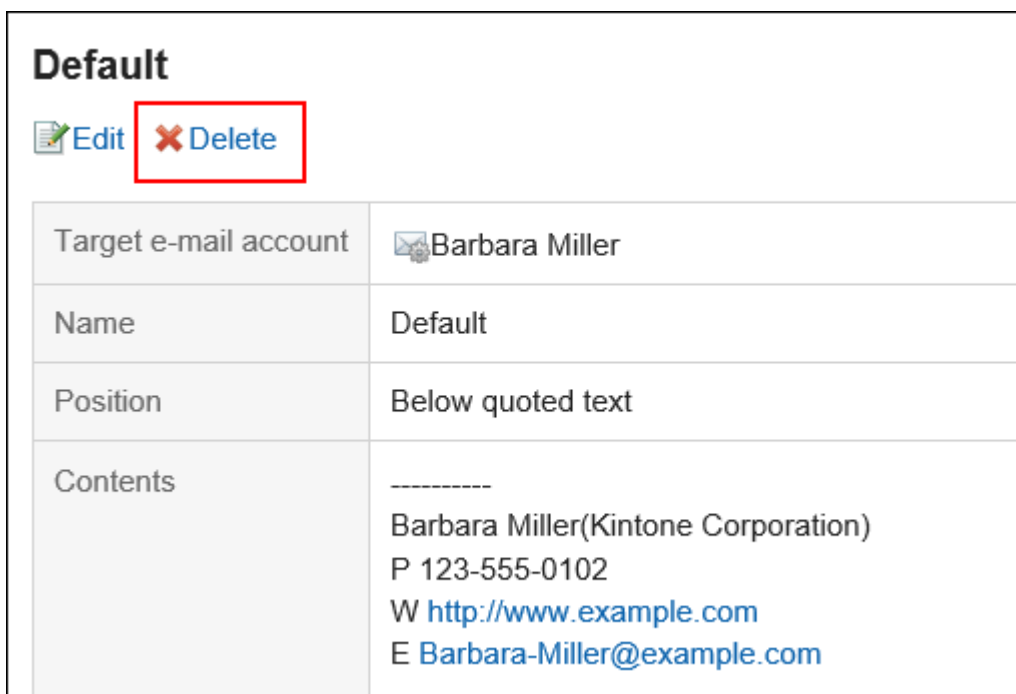 Default
Edit Delete
Target e-mail account Barbara Miller
Name Default
Position Below quoted text
Contents ----------
Barbara Miller(Kintone Corporation)
P 123-555-0102
W http://www.example.com
E Barbara-Miller@example.com